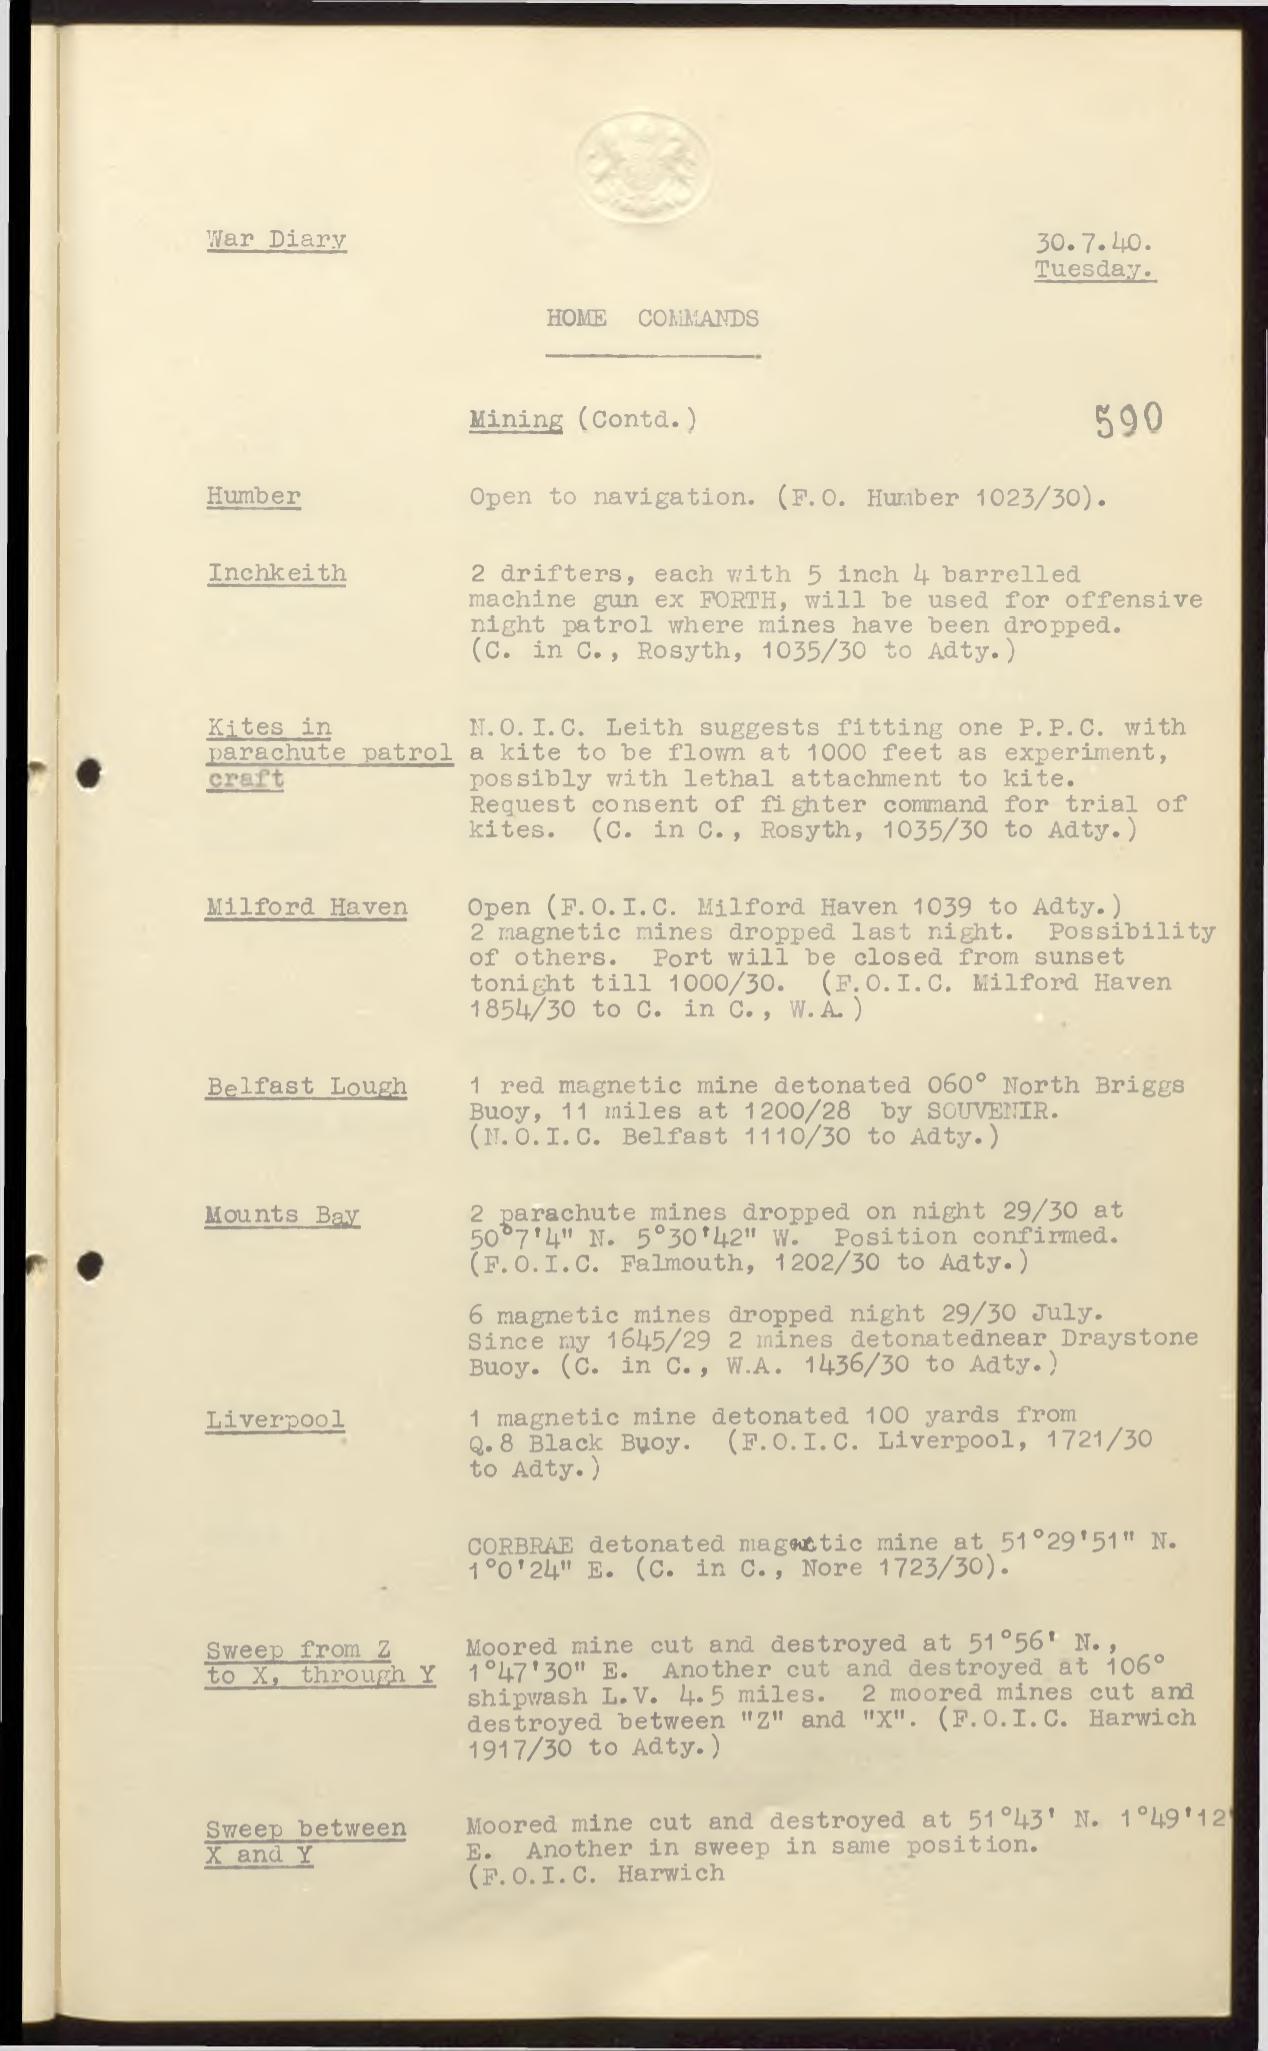 War Diary
30.7.40.
Tuesday.
HOME COMMANDS
Mining (Contd.)
590
Humber Open to navigation. (F.O. Humber 1023/30).
Inchkeith 2 drifters, each with 5 inch 4 barrelled
machine gun ex FORTH, will be used for offensive
night patrol where mines have been dropped.
(C. in C., Rosyth, 1035/30 to Adty.)
Kites in N.O.I.C. Leith suggests fitting one P.P.C. with
parachute patrol a kite to be flown at 1000 feet as experiment,
craft possibly with lethal attachment to kite.
Request consent of fighter command for trial of
kites. (C. in C., Rosyth, 1035/30 to Adty.)
Milford Haven Open (F.O.I.C. Milford Haven 1039 to Adty.)
2 magnetic mines dropped last night. Possibility
of others. Port will be closed from sunset
tonight till 1000/30. (F.O.I.C. Milford Haven
1854/30 to C. in C., W.A.)
Belfast Lough 1 red magnetic mine detonated 060° North Briggs
Buoy, 11 miles at 1200/28 by SOUVENIR.
(N.O.I.C. Belfast 1110/30 to Adty.)
Mounts Bay 2 parachute mines dropped on night 29/30 at
50°7'4" N. 5°30'42" W. Position confirmed.
(F.O.I.C. Falmouth, 1202/30 to Adty.)
6 magnetic mines dropped night 29/30 July.
Since my 1645/29 2 mines detonatednear Draystone
Buoy. (C. in C., W.A. 1436/30 to Adty.)
Liverpool 1 magnetic mine detonated 100 yards from
Q.8 Black Buoy. (F.O.I.C. Liverpool, 1721/30
to Adty.)
CORBRAE detonated magnetic mine at 51°29'51" N.
1°0'24" E. (C. in C., Nore 1723/30).
Sweep from Z Moored mine cut and destroyed at 51°56' N.,
to X, through Y 1°47'30" E. Another cut and destroyed at 106°
shipwash L.V. 4.5 miles. 2 moored mines cut and
destroyed between "Z" and "X". (F.O.I.C. Harwich
1917/30 to Adty.)
Sweep between Moored mine cut and destroyed at 51°43' N. 1°49'12'
X and Y E. Another in sweep in same position.
(F.O.I.C. Harwich